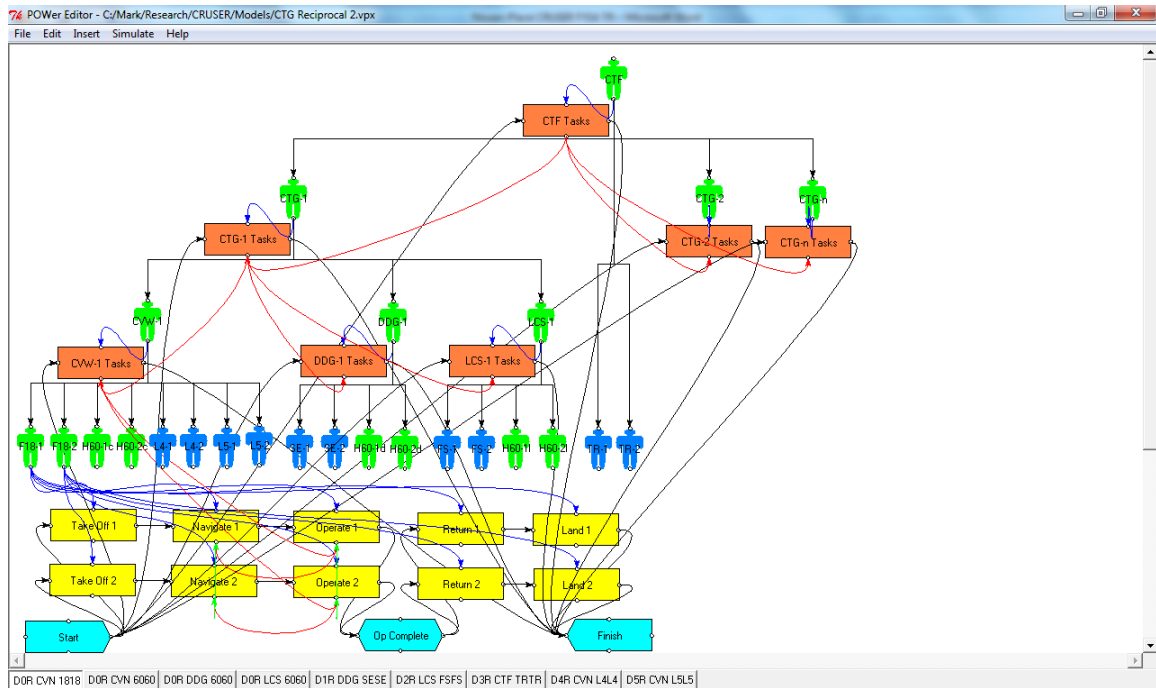 POWer Editor - C:/Mark/Research/CRUSER/Models/CTG Reciprocal 2.vpx
File Edit Insert Simulate Help
CTF
CTF Tasks
CTG-1 CTG-2 CTG-n
CTG-1 Tasks CTG-2 Tasks CTG-n Tasks
CVW-1 DDG-1 LCS-1
CVW-1 Tasks DDG-1 Tasks LCS-1 Tasks
F18-1 F18-2 H60-1c H60-2c L4-1 L4-2 L5-1 L5-2 SE-1 SE-2 H60-1d H60-2d FS-1 FS-2 H60-1l H60-2l TR-1 TR-2
Take Off 1 Navigate 1 Operate 1 Return 1 Land 1
Take Off 2 Navigate 2 Operate 2 Return 2 Land 2
Start Op Complete Finish
D0R CVN 1818 D0R CVN 6060 D0R DDG 6060 D0R LCS 6060 D1R DDG SESE D2R LCS FSFS D3R CTF TRTR D4R CVN L4L4 D5R CVN L5L5